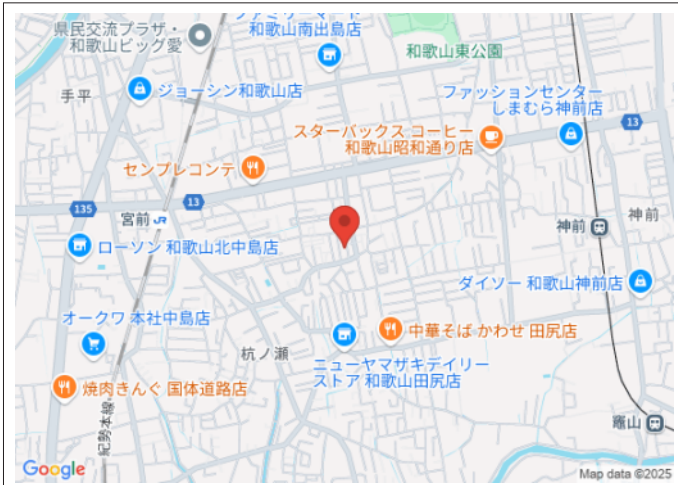 県民交流プラザ・
和歌山ビッグ愛
ファミリーマート
和歌山南出島店
和歌山東公園
手平
ジョーシン和歌山店
ファッションセンター
しまむら神前店
スターバックス コーヒー
和歌山昭和通り店
13
センプレコンテ
135
13
宮前 JR
神前
神前
ローソン 和歌山北中島店
ダイソー 和歌山神前店
オークワ 本社中島店
中華そば かわせ 田尻店
杭ノ瀬
ニューヤマザキデイリー
ストア 和歌山田尻店
焼肉きんぐ 国体道路店
紀勢本線
竈山
Google
Map data ©2025